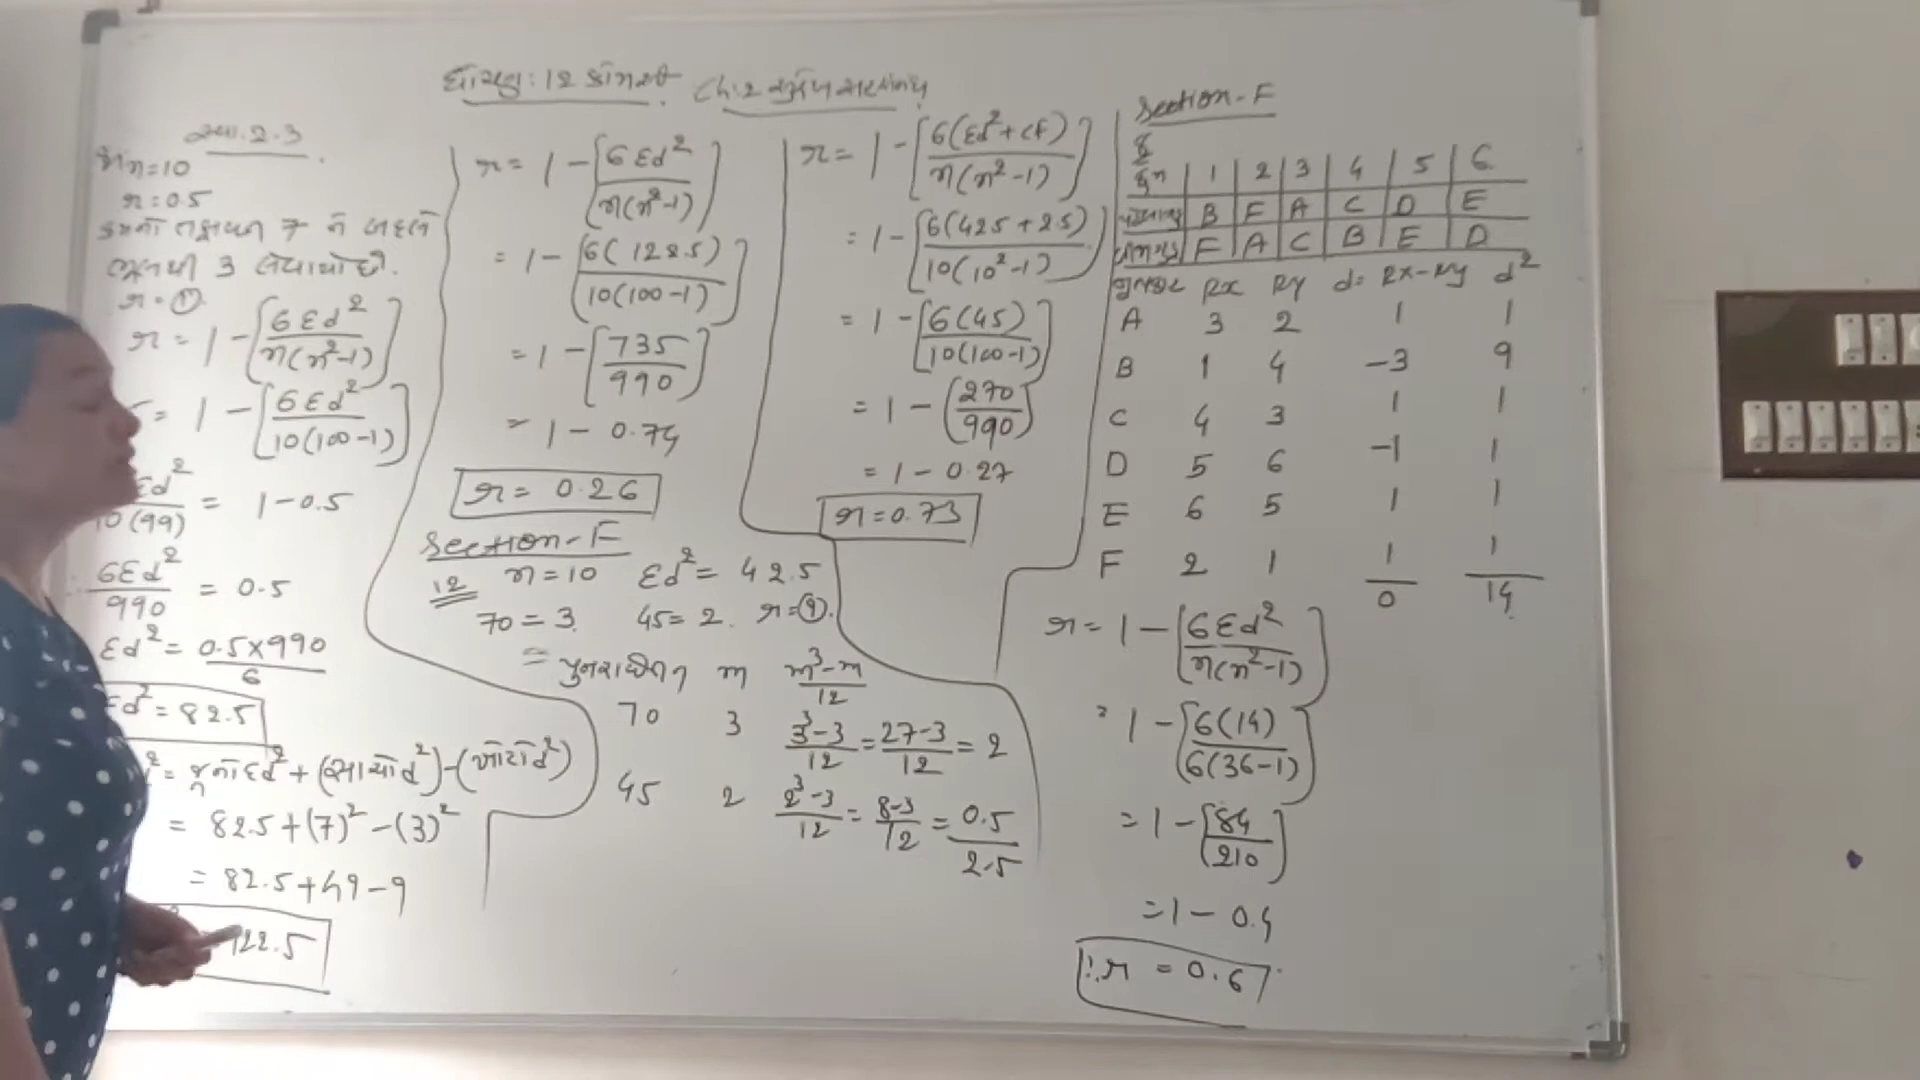 ધોરણ : 12 કોમર્સ Ch:2 સુરેખ સહસંબંધ
સ્વા. 2.3
n=10
r=0.5
ક્રમનો તફાવત 7 ને બદલે
ભૂલથી 3 લેવાયો છે.
r=?
r = 1 - [6Σd²/n(n²-1)]
= 1 - [6Σd²/10(100-1)]
Σd²/10(99) = 1-0.5
6Σd²/990 = 0.5
Σd² = 0.5×990/6
Σd² = 82.5
= જૂનો Σd² + (સાચો d²) - (ખોટો d²)
= 82.5+(7)² - (3)²
= 82.5+49-9
122.5
r = 1 - [6Σd²/n(n²-1)]
= 1 - [6(122.5)/10(100-1)]
= 1 - [735/990]
= 1 - 0.74
r = 0.26
Section-F
12 n=10 Σd² = 42.5
70=3 45=2. r=?.
= પુનરાવર્તન m m³-m/12
70 3 3³-3/12 = 27-3/12 = 2
45 2 2³-3/12 = 8-3/12 = 0.5
2.5
r = 1 - [6(Σd²+CF)/n(n²-1)]
= 1 - [6(42.5+2.5)/10(10²-1)]
= 1 - [6(45)/10(100-1)]
= 1 - (270/990)
= 1 - 0.27
r=0.73
Section-F
8
ક્રમ 1 2 3 4 5 6
B F A C D E
F A C B E D
Rx Ry d= Rx-Ry d²
A 3 2 1 1
B 1 4 -3 9
C 4 3 1 1
D 5 6 -1 1
E 6 5 1 1
F 2 1 1 1
0 14
r = 1 - [6Σd²/n(n²-1)]
= 1 - [6(14)/6(36-1)]
= 1 - [84/210]
= 1 - 0.4
∴ r = 0.6